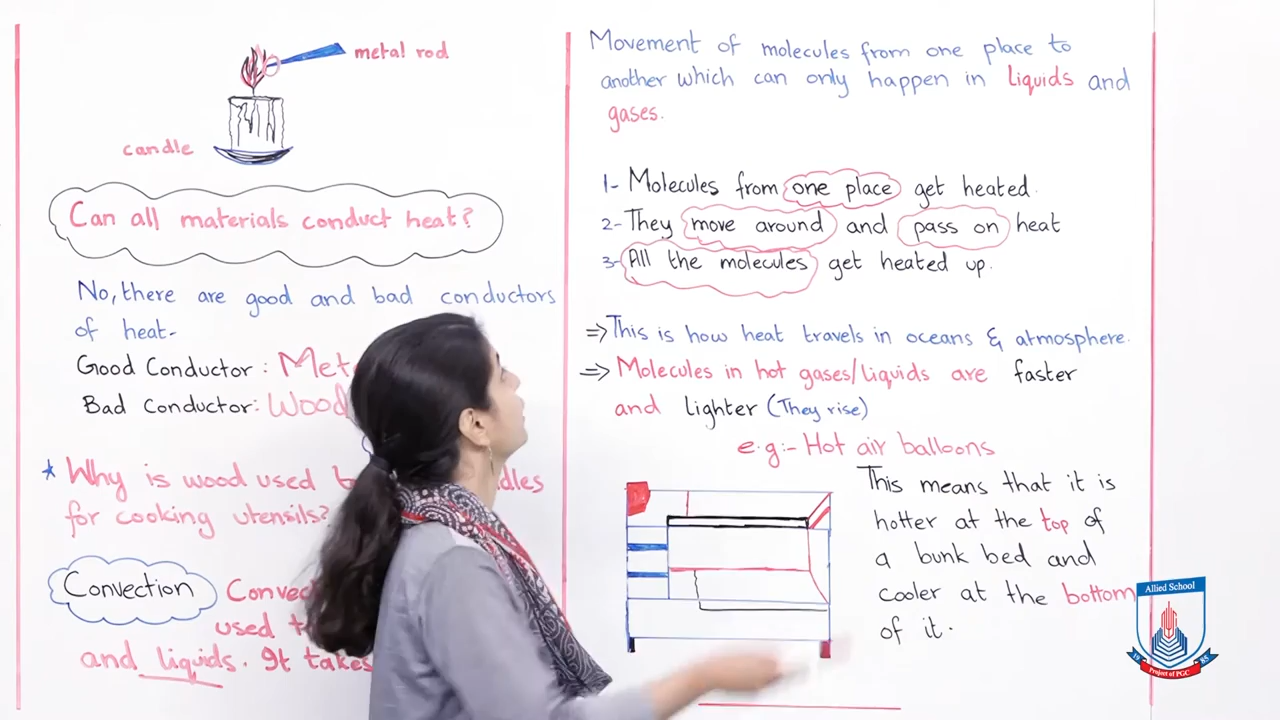 metal rod
candle
Can all materials conduct heat?
No, there are good and bad conductors
of heat-
Good Conductor :
Bad Conductor: Wood
* Why is wood used
for cooking utensils?
Convection
used
and liquids. It takes
Movement of molecules from one place to
another which can only happen in liquids and
gases.
1- Molecules from one place get heated.
2- They move around and pass on heat
3- All the molecules get heated up.
⇒ This is how heat travels in oceans & atmosphere.
⇒ Molecules in hot gases/liquids are faster
and lighter (They rise)
e.g:- Hot air balloons
This means that it is
hotter at the top of
a bunk bed and
cooler at the bottom
of it.
Allied School
19 85
Project of PGC